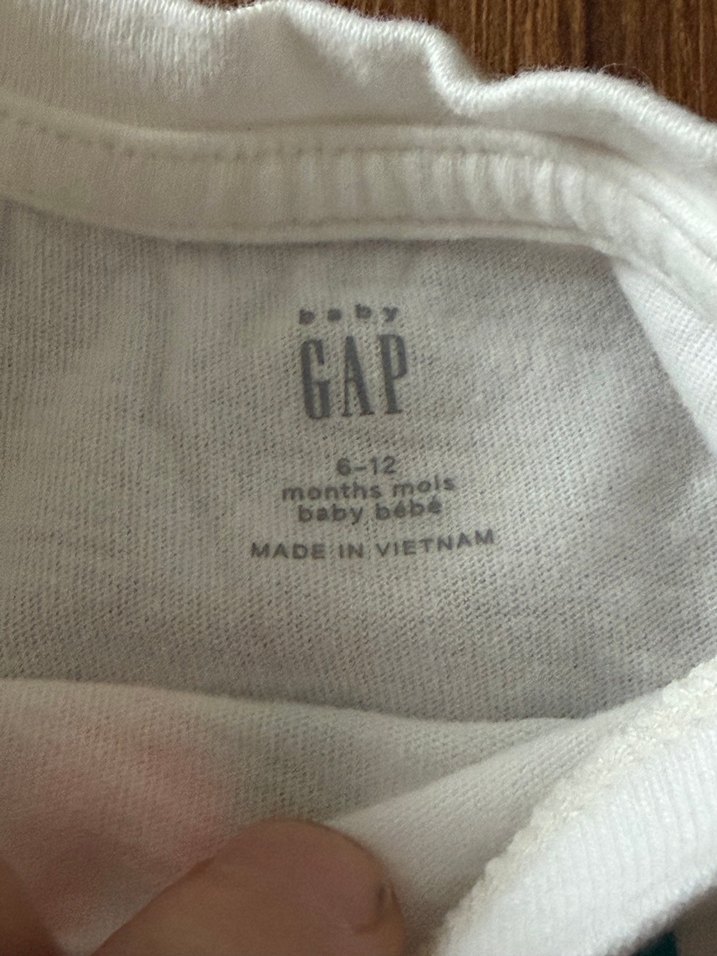 baby
GAP
6-12
months mois
baby bébé
MADE IN VIETNAM